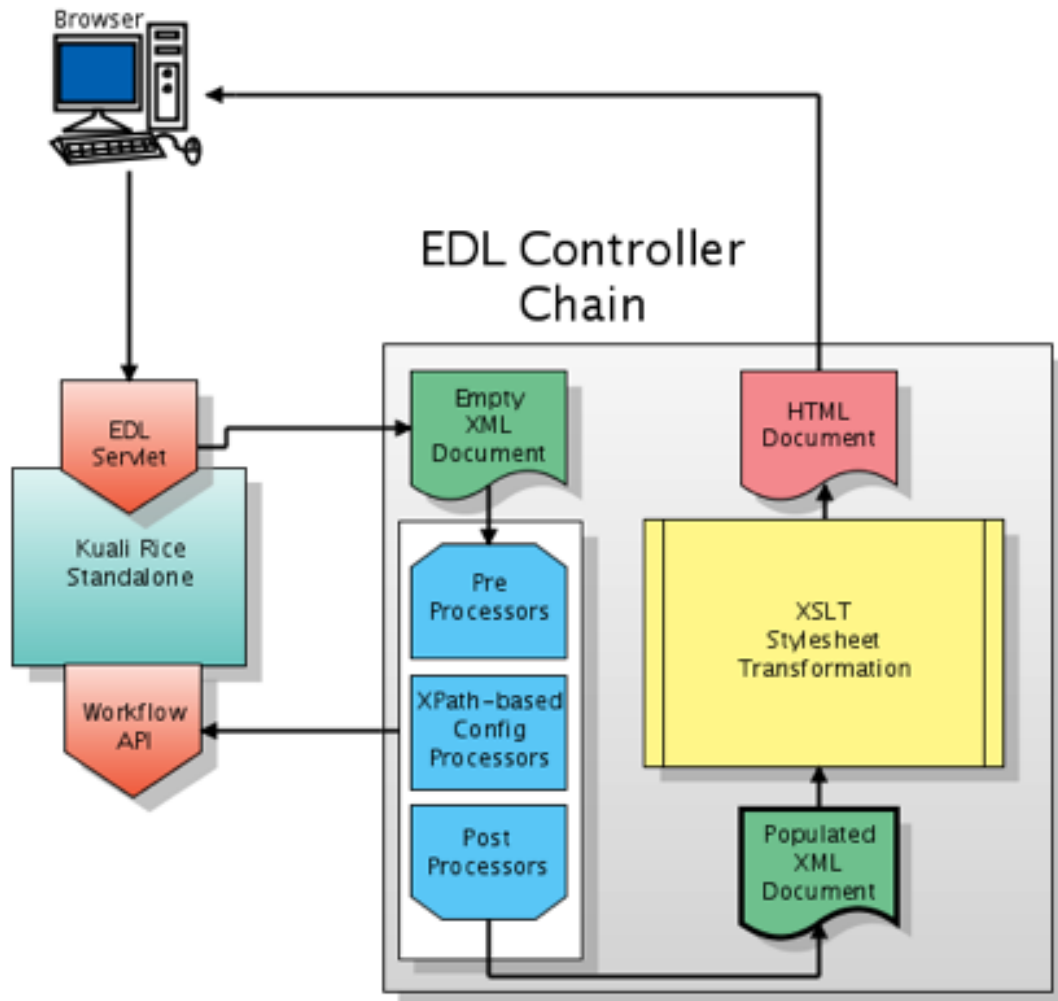 Browser
EDL Controller
Chain
EDL
Servlet
Kuali Rice
Standalone
Workflow
API
Empty
XML
Document
Pre
Processors
XPath-based
Config
Processors
Post
Processors
HTML
Document
XSLT
Stylesheet
Transformation
Populated
XML
Document